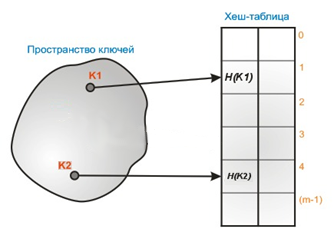 Пространство ключей
Хеш-таблица
K1
K2
H(K1)
H(K2)
0
1
2
3
4
(m-1)